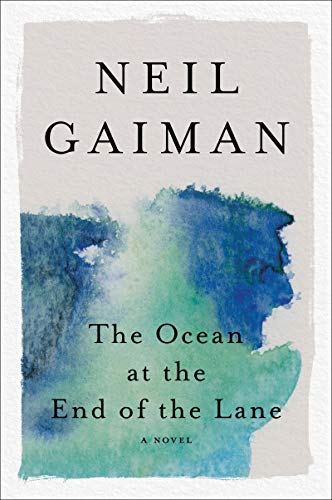 NEIL
GAIMAN
The Ocean
at the
End of the Lane
A NOVEL